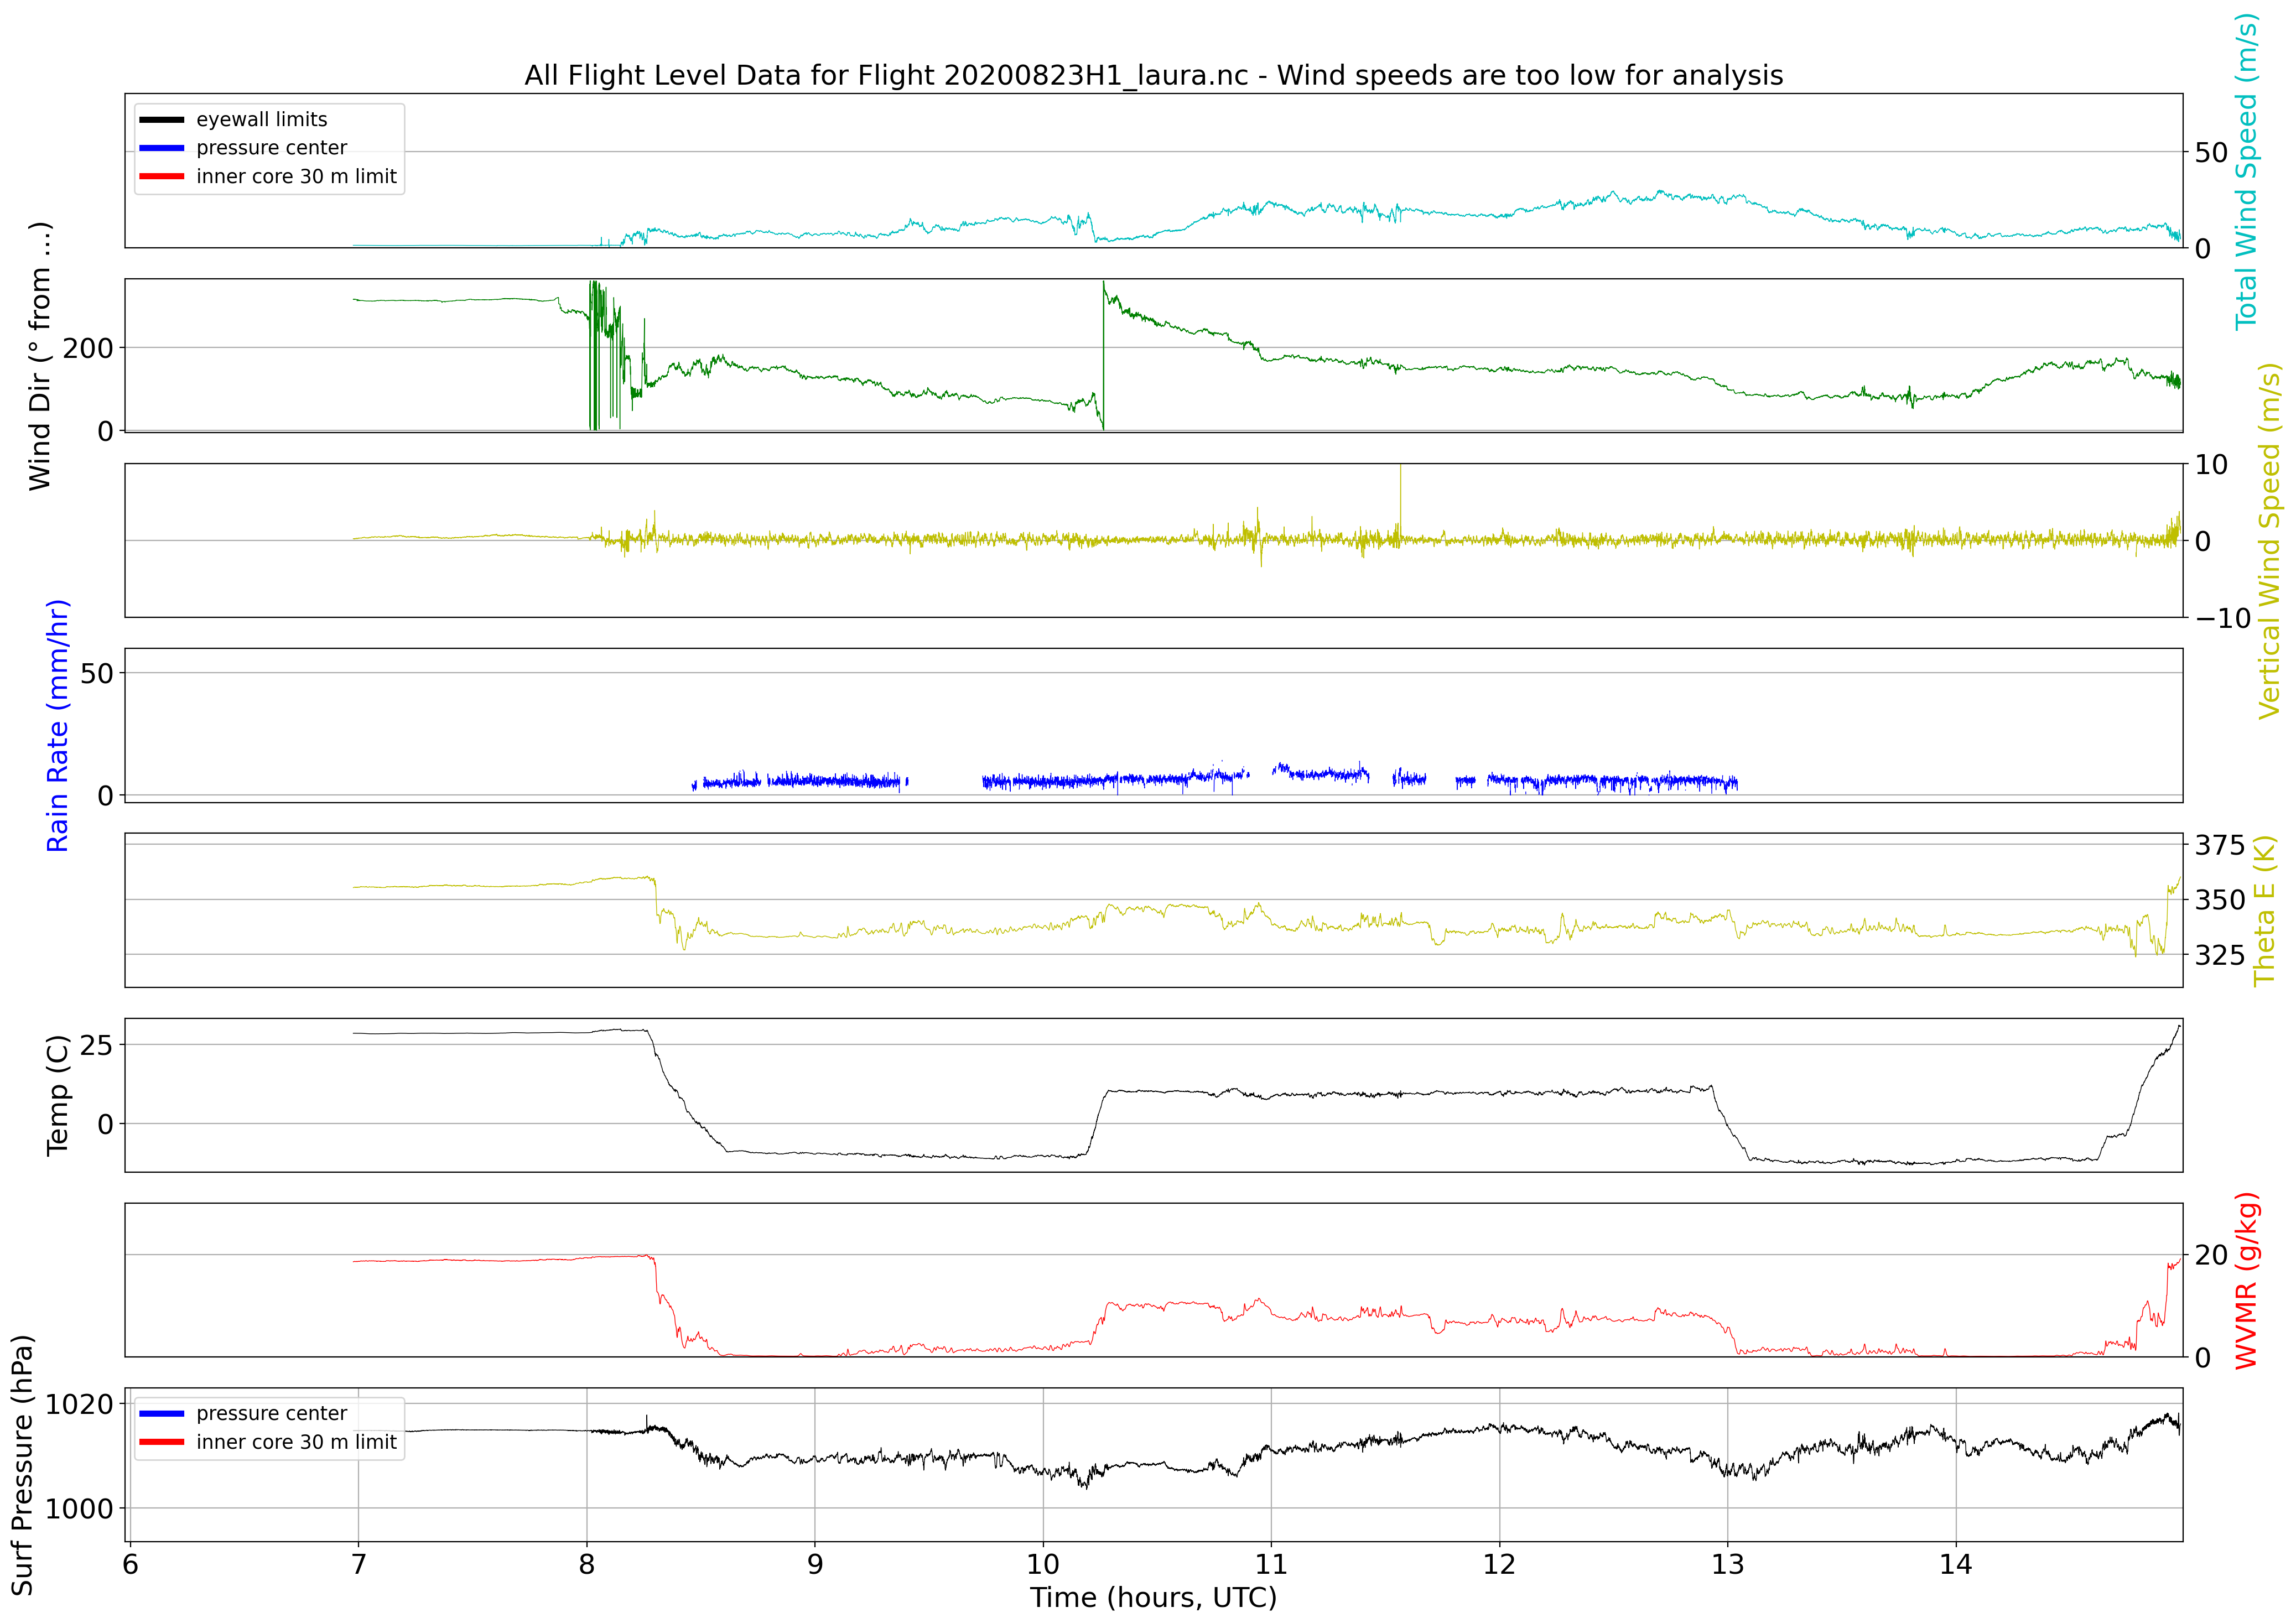 All Flight Level Data for Flight 20200823H1_laura.nc - Wind speeds are too low for analysis
eyewall limits
pressure center
inner core 30 m limit
50
0
Total Wind Speed (m/s)
Wind Dir (° from ...)
200
0
10
0
−10
Vertical Wind Speed (m/s)
Rain Rate (mm/hr)
50
0
375
350
325
Theta E (K)
Temp (C)
25
0
20
0
WVMR (g/kg)
Surf Pressure (hPa)
1020
1000
pressure center
inner core 30 m limit
6 7 8 9 10 11 12 13 14
Time (hours, UTC)